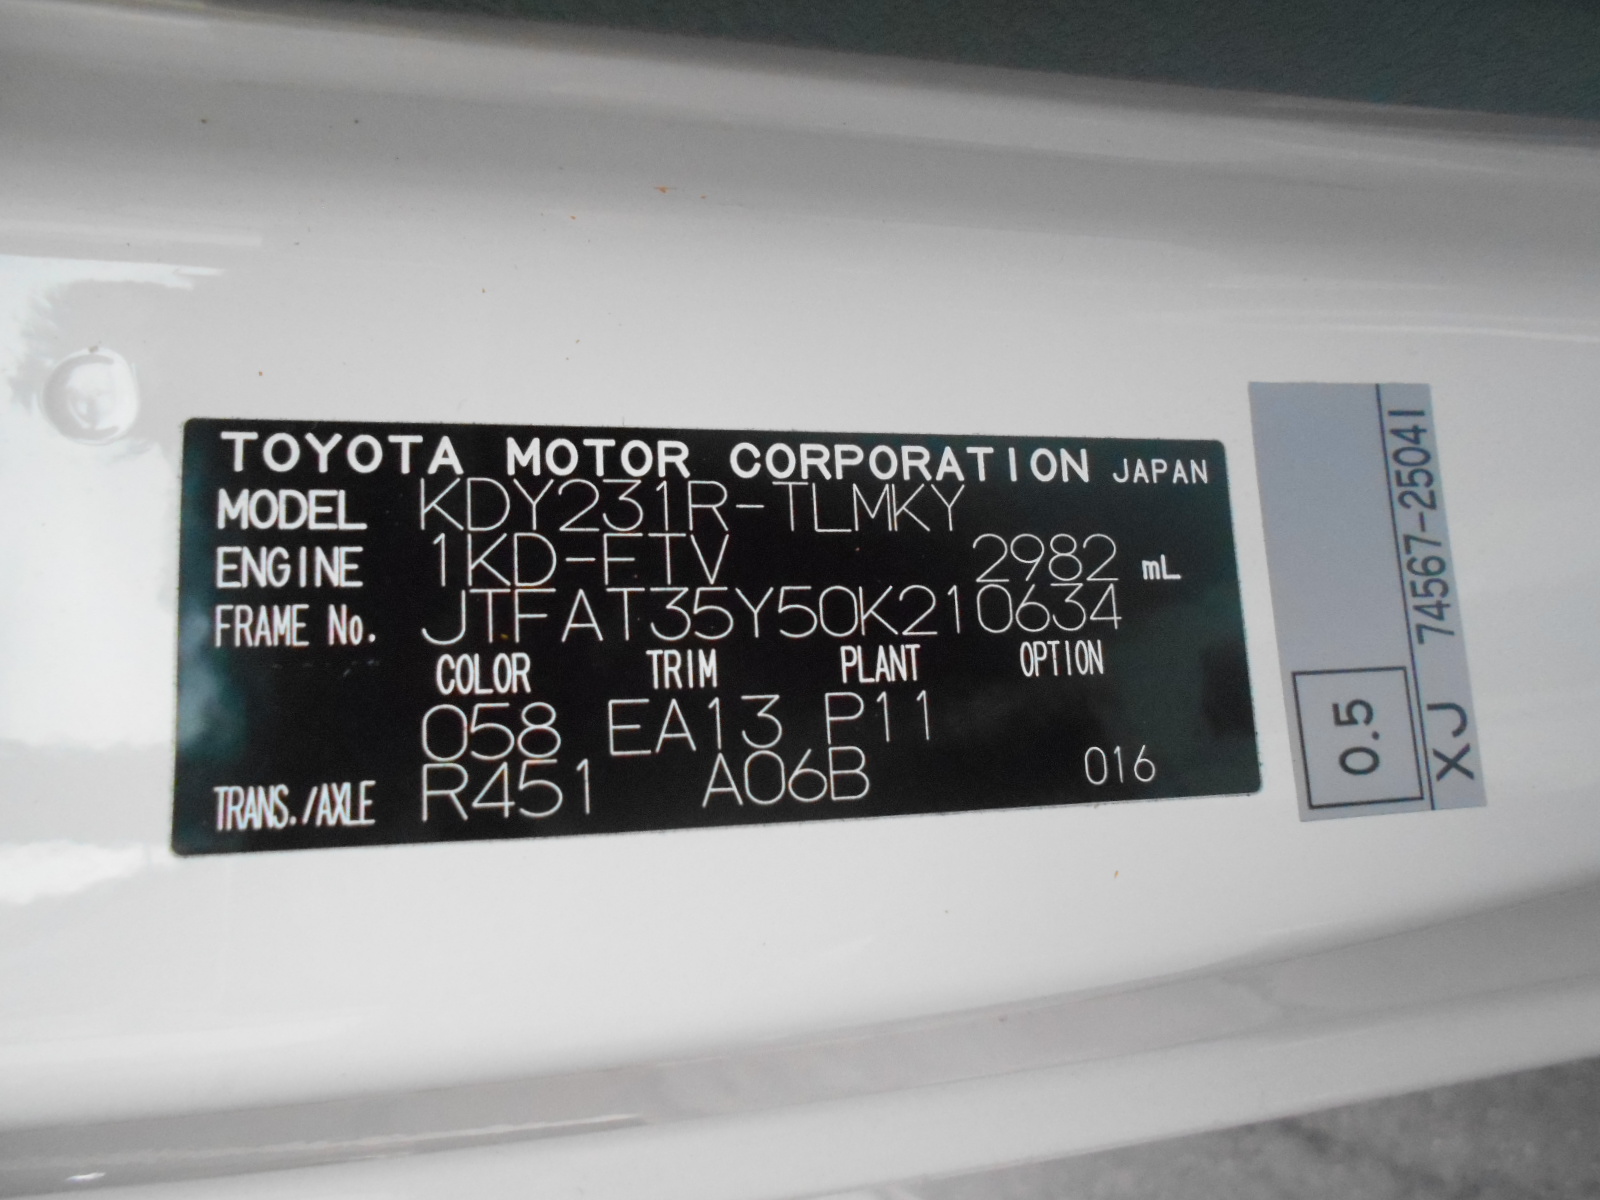 TOYOTA MOTOR CORPORATION JAPAN
MODEL KDY231R-TLMKY
ENGINE 1KD-FTV 2982 mL
FRAME No. JTFAT35Y50K210634
COLOR TRIM PLANT OPTION
058 EA13 P11
TRANS./AXLE R451 A06B 016
74567-25041
0.5 XJ